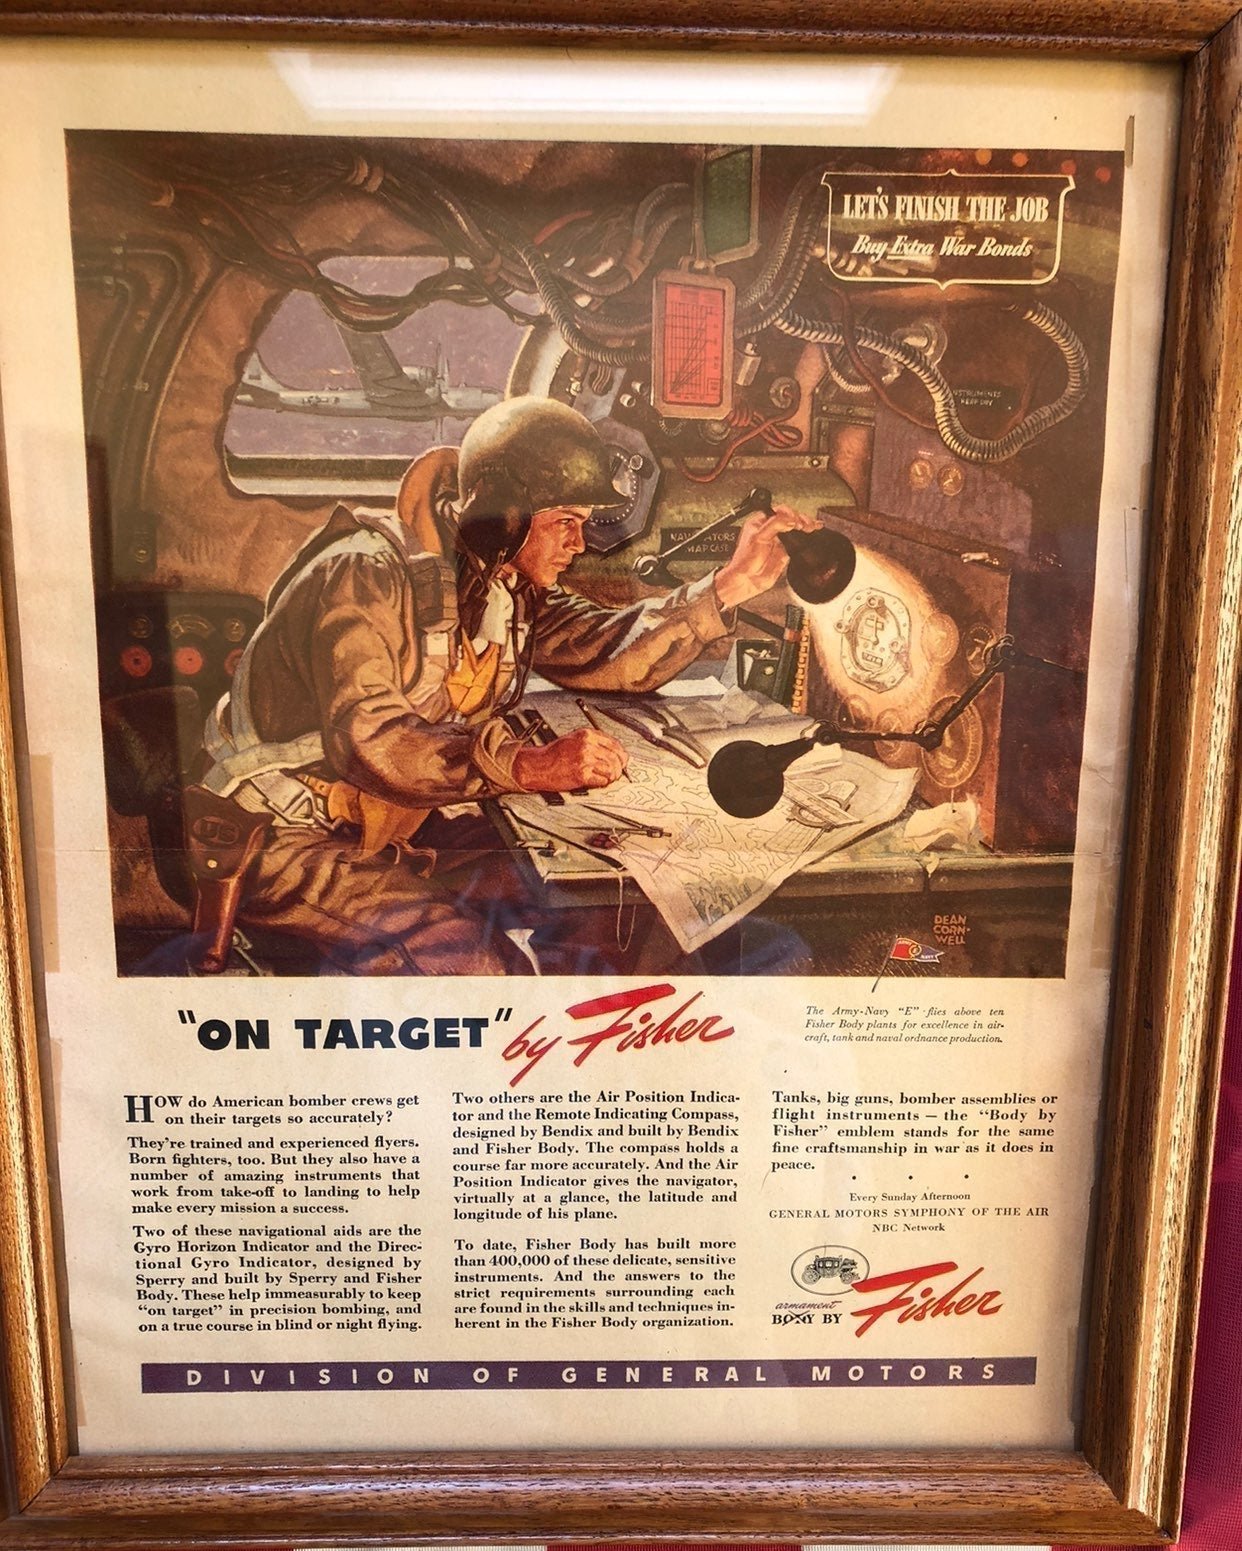 LET'S FINISH THE JOB
Buy Extra War Bonds
INSTRUMENTS
KEEP DRY
NAVIGATORS
MAP CASE
US
DEAN
CORN-
WELL
ARMY E NAVY
"ON TARGET" by Fisher
The Army-Navy "E" flies above ten
Fisher Body plants for excellence in air-
craft, tank and naval ordnance production.
HOW do American bomber crews get
on their targets so accurately?
They're trained and experienced flyers.
Born fighters, too. But they also have a
number of amazing instruments that
work from take-off to landing to help
make every mission a success.
Two of these navigational aids are the
Gyro Horizon Indicator and the Direc-
tional Gyro Indicator, designed by
Sperry and built by Sperry and Fisher
Body. These help immeasurably to keep
"on target" in precision bombing, and
on a true course in blind or night flying.
Two others are the Air Position Indica-
tor and the Remote Indicating Compass,
designed by Bendix and built by Bendix
and Fisher Body. The compass holds a
course far more accurately. And the Air
Position Indicator gives the navigator,
virtually at a glance, the latitude and
longitude of his plane.
To date, Fisher Body has built more
than 400,000 of these delicate, sensitive
instruments. And the answers to the
strict requirements surrounding each
are found in the skills and techniques in-
herent in the Fisher Body organization.
Tanks, big guns, bomber assemblies or
flight instruments — the "Body by
Fisher" emblem stands for the same
fine craftsmanship in war as it does in
peace.
Every Sunday Afternoon
GENERAL MOTORS SYMPHONY OF THE AIR
NBC Network
armament
BODY BY Fisher
DIVISION OF GENERAL MOTORS